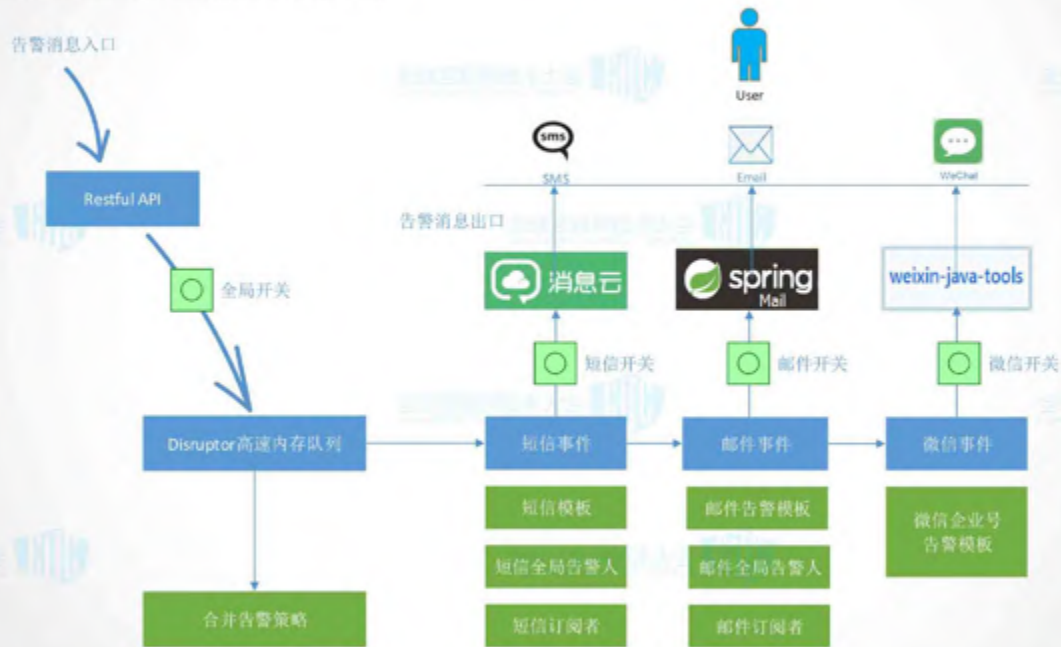 告警消息入口
User
sms
SMS
Email
WeChat
Restful API
告警消息出口
消息云
spring
Mail
weixin-java-tools
全局开关
短信开关
邮件开关
微信开关
Disruptor高速内存队列
短信事件
邮件事件
微信事件
短信模板
邮件告警模板
微信企业号
告警模板
短信全局告警人
邮件全局告警人
合并告警策略
短信订阅者
邮件订阅者